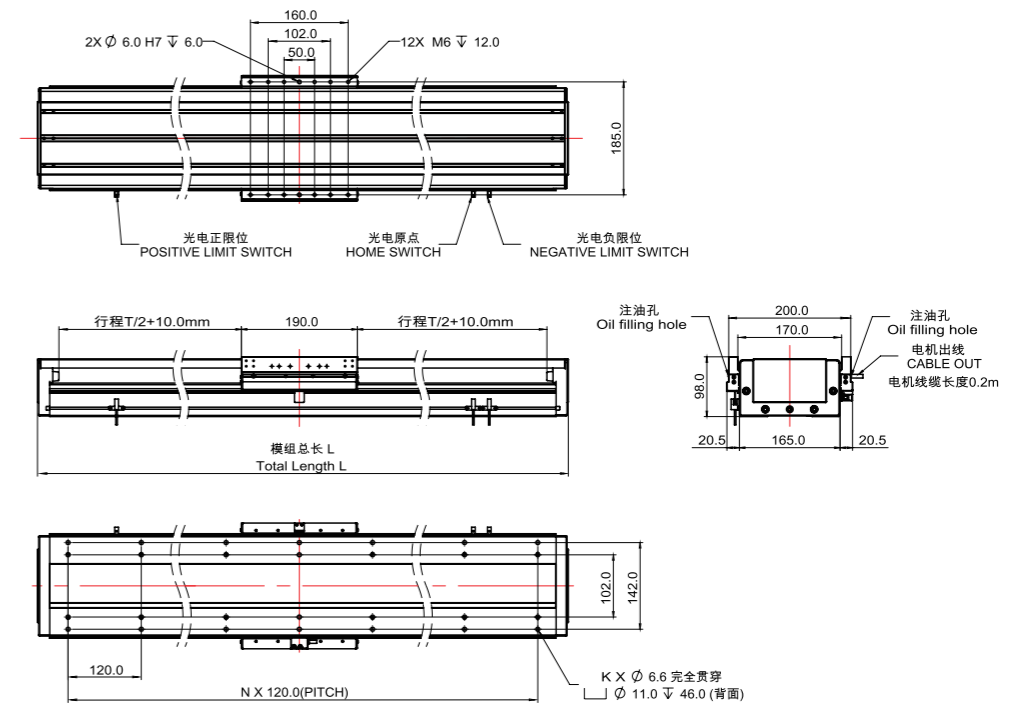 160.0
2X Ø 6.0 H7 ↧ 6.0
102.0
12X M6 ↧ 12.0
50.0
185.0
光电正限位
POSITIVE LIMIT SWITCH
光电原点
HOME SWITCH
光电负限位
NEGATIVE LIMIT SWITCH
行程T/2+10.0mm
190.0
行程T/2+10.0mm
模组总长 L
Total Length L
注油孔
Oil filling hole
200.0
170.0
注油孔
Oil filling hole
电机出线
CABLE OUT
电机线缆长度0.2m
98.0
20.5
165.0
20.5
102.0
142.0
120.0
N X 120.0(PITCH)
K X Ø 6.6 完全贯穿
⌴ Ø 11.0 ↧ 46.0 (背面)